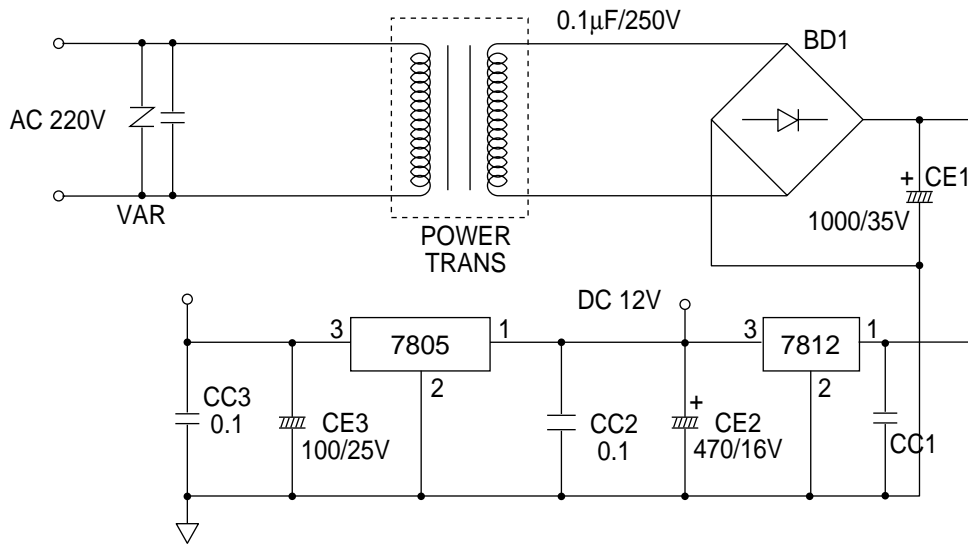 0.1μF/250V
BD1
AC 220V
VAR
POWER
TRANS
+
CE1
1000/35V
DC 12V
3
7805
1
2
3
7812
1
2
CC3
0.1
CE3
100/25V
CC2
0.1
+
CE2
470/16V
CC1